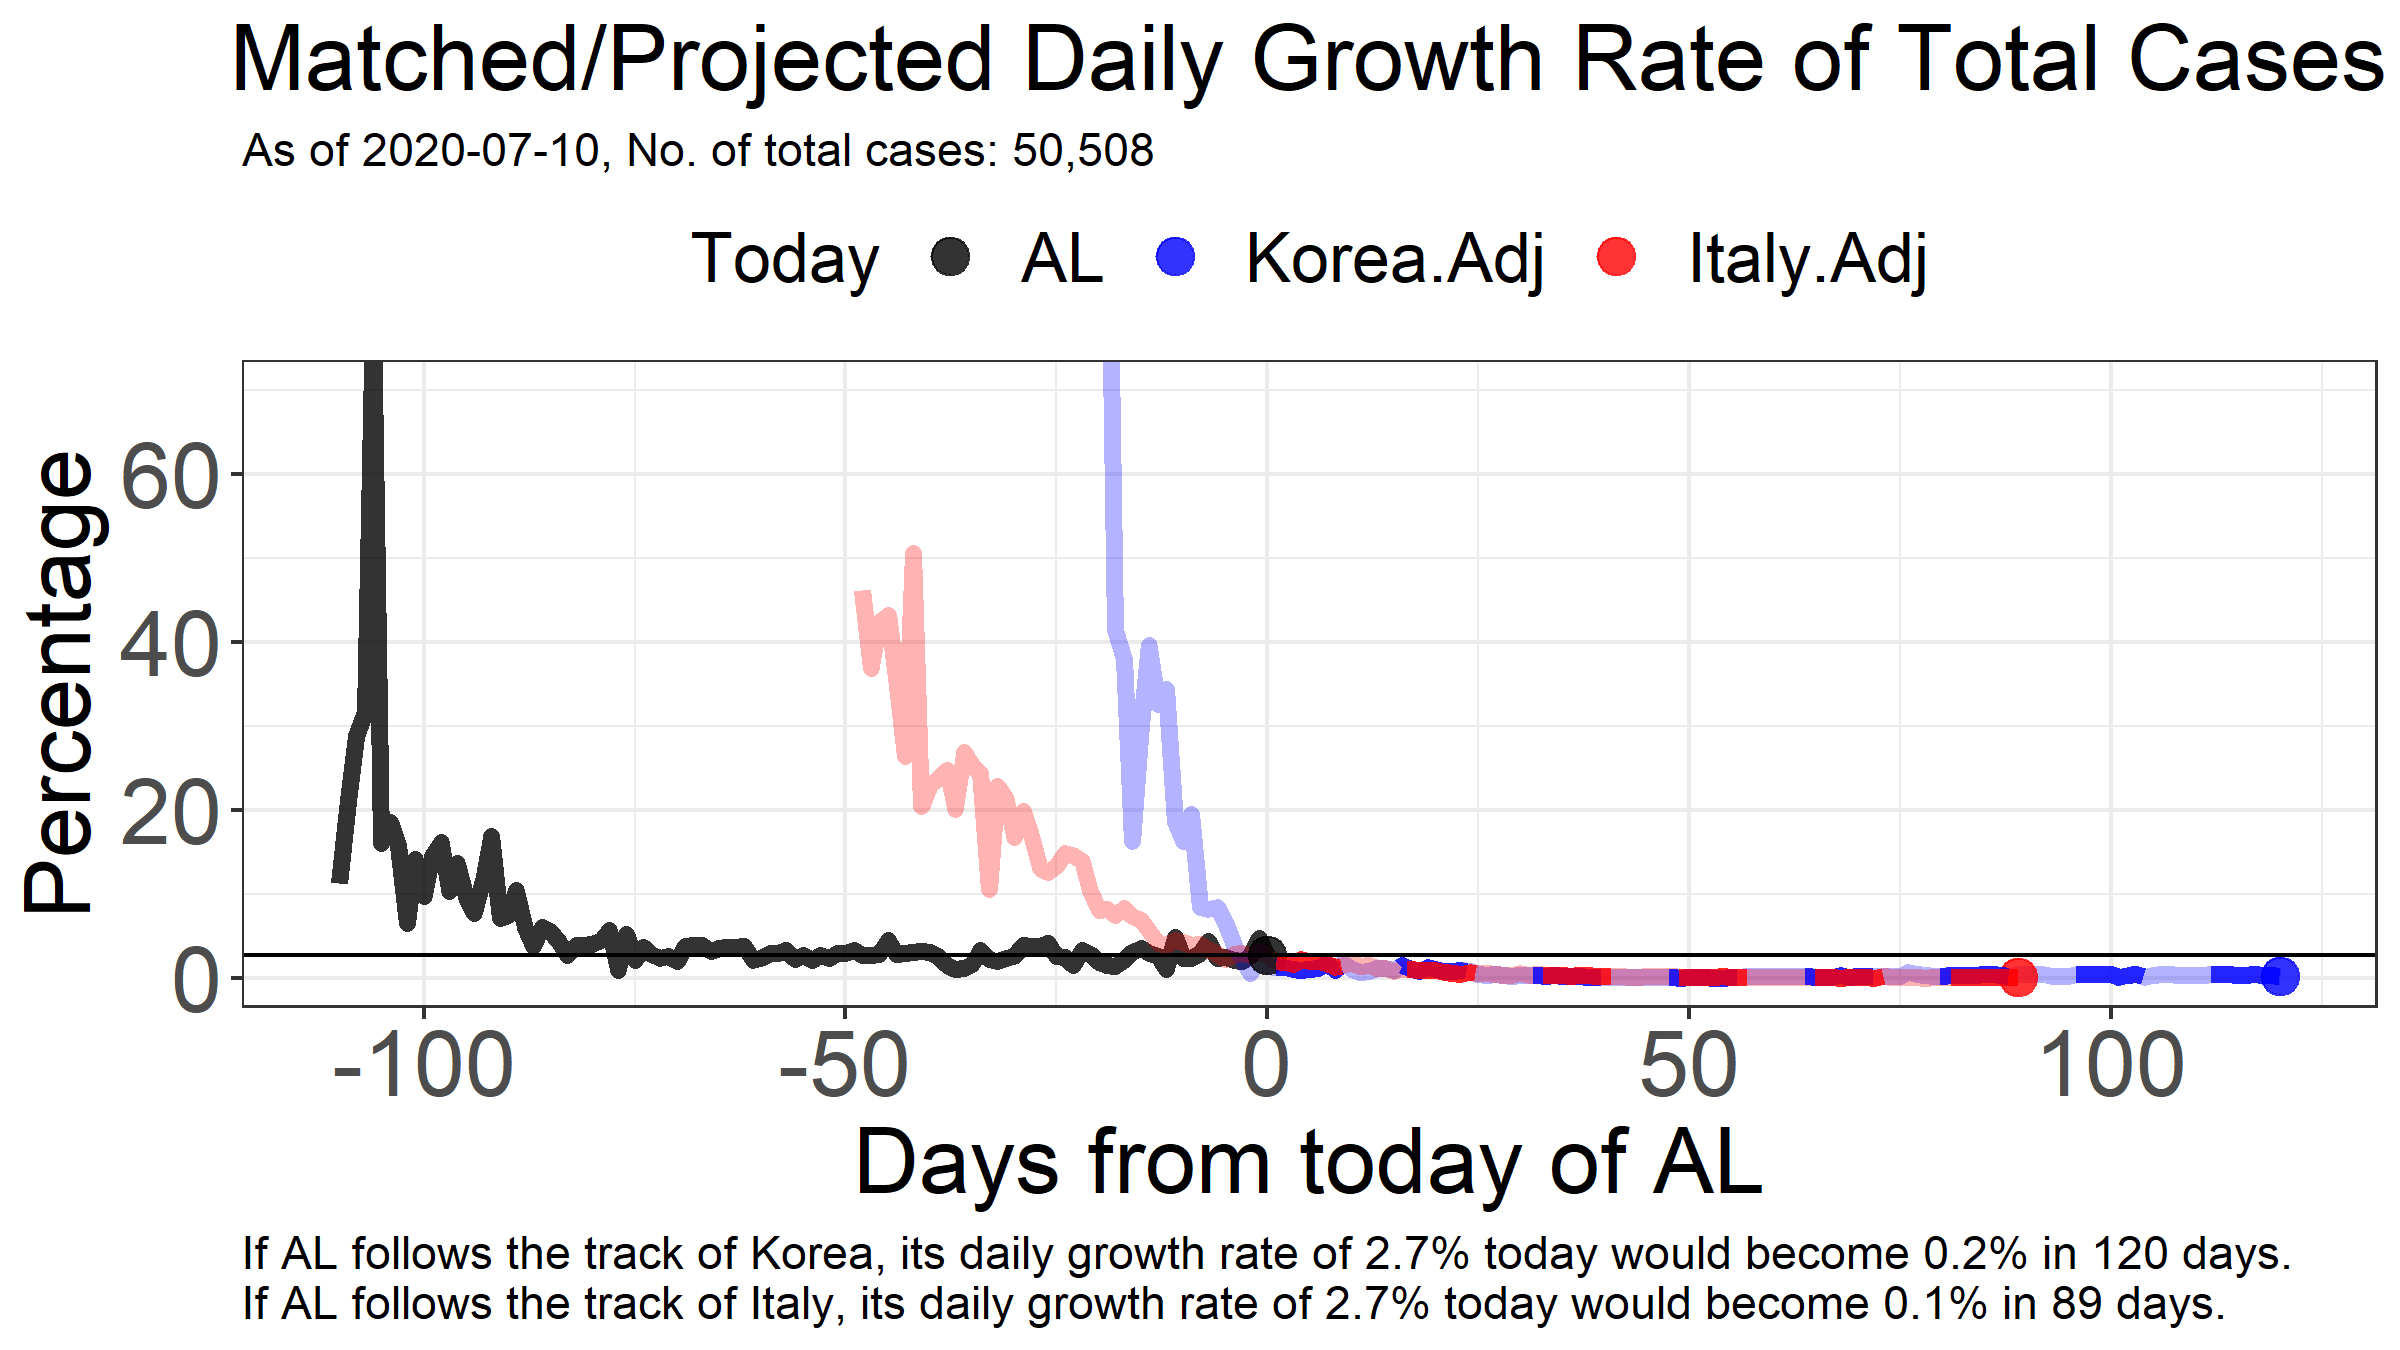 Matched/Projected Daily Growth Rate of Total Cases
As of 2020-07-10, No. of total cases: 50,508
Today AL Korea.Adj Italy.Adj
Percentage
60
40
20
0
-100 -50 0 50 100
Days from today of AL
If AL follows the track of Korea, its daily growth rate of 2.7% today would become 0.2% in 120 days.
If AL follows the track of Italy, its daily growth rate of 2.7% today would become 0.1% in 89 days.